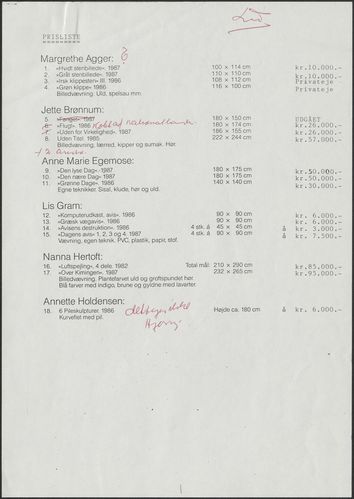 PRISLISTE
Margrethe Agger:
1. »Hvidt stenbillede«. 1987 100 × 114 cm kr.10.000.-
2. »Gråt stenbillede«. 1987 110 × 110 cm kr.10.000.-
3. »Irsk klippesten« III. 1986 108 × 112 cm Privateje
4. »Grøn kippe« 1986 116 × 100 cm Privateje
Billedvævning. Uld, spelsau mm.
Jette Brønnum:
5. »Fanget«. 1987 180 × 150 cm UDGÅET
6. »Flugt«. 1986 160 × 174 cm kr.26.000.-
7. »Uden for Virkelighed«. 1987 186 × 155 cm kr.26.000.-
8. Uden Titel. 1985 222 × 244 cm kr.57.000.-
Billedvævning, lærred, kipper og sumak. Hør.
Anne Marie Egemose:
9. »Den lyse Dag«. 1987 180 × 175 cm kr.50.000.-
10. »Den nære Dag«. 1987 180 × 175 cm kr.50.000.-
11. »Grønne Dage«. 1986 140 × 140 cm kr.30.000.-
Egne teknikker. Sisal, kiude, hør og uld.
Lis Gram:
12. »Komputerudkast, avis«. 1986 90 × 90 cm kr. 6.000.-
13. »Græsk vægavis«. 1986 90 × 90 cm kr. 6.000.-
14. »Avisens destruktion«. 1986 4 stk. á 45 × 45 cm á kr. 3.000.-
15. »Dagens avis« 1, 2, 3 og 4. 1987 4 stk. á 90 × 90 cm á kr. 7.500.-
Vævning, egen teknik. PVC, plastik, papir, stof.
Nanna Hertoft:
16. »Luftspejling«, 4 dele. 1982 Total mål: 210 × 290 cm kr.85.000.-
17. »Over Kimingen«. 1987 232 × 265 cm kr.95.000.-
Billedvævning. Plantefarvet uld og groftspundet hør.
Blå farver med indigo, brune og gyldne med lavarter.
Annette Holdensen:
18. 6 Pileskulpturer. 1986 Højde ca. 180 cm á kr. 6.000.-
Kurveflet med pil.